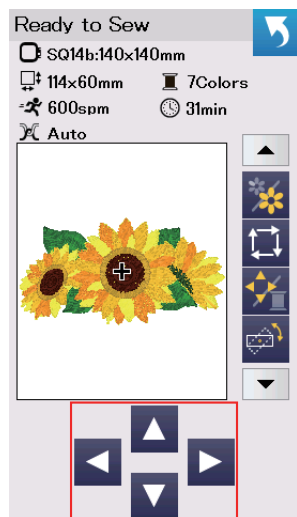 Ready to Sew
SQ14b:140x140mm
114x60mm 7Colors
600spm 31min
Auto